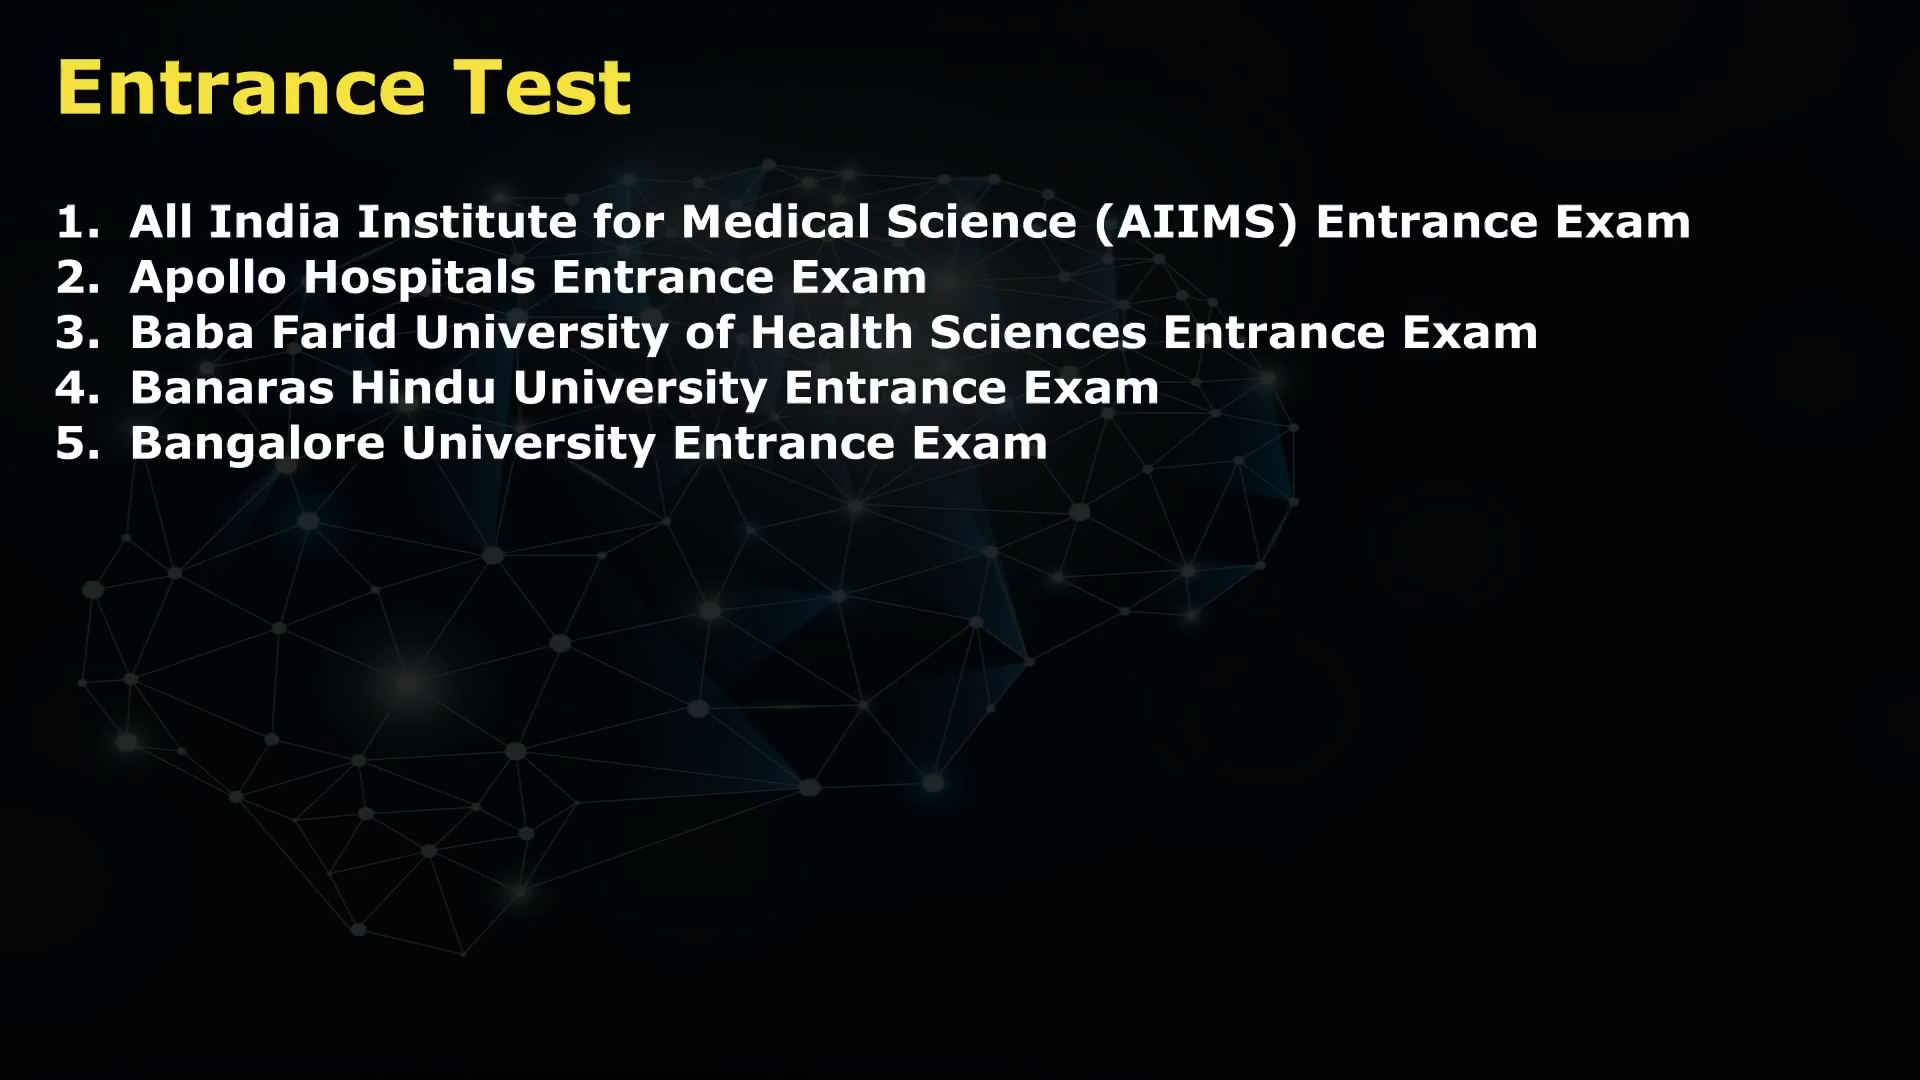 Entrance Test
1. All India Institute for Medical Science (AIIMS) Entrance Exam
2. Apollo Hospitals Entrance Exam
3. Baba Farid University of Health Sciences Entrance Exam
4. Banaras Hindu University Entrance Exam
5. Bangalore University Entrance Exam